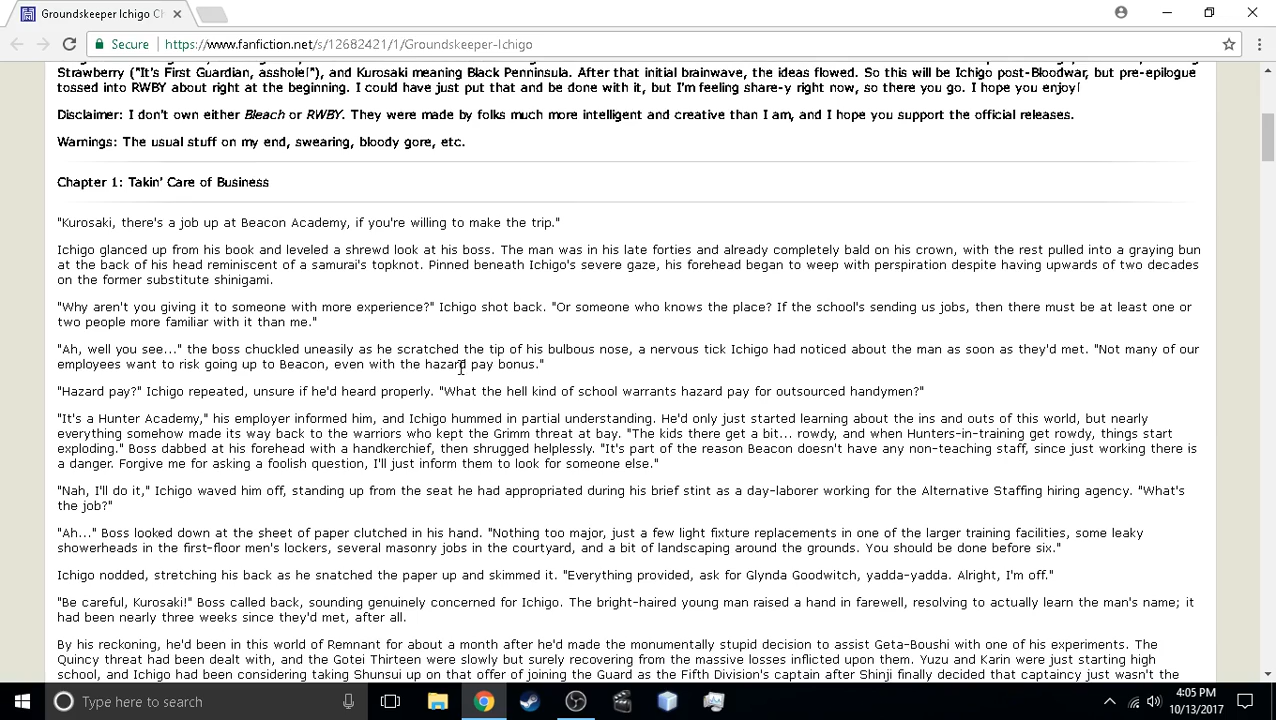 Groundskeeper Ichigo Ch
Secure https://www.fanfiction.net/s/12682421/1/Groundskeeper-Ichigo
Strawberry ("It's First Guardian, asshole!"), and Kurosaki meaning Black Penninsula. After that initial brainwave, the ideas flowed. So this will be Ichigo post-Bloodwar, but pre-epilogue
tossed into RWBY about right at the beginning. I could have just put that and be done with it, but I'm feeling share-y right now, so there you go. I hope you enjoy!
Disclaimer: I don't own either Bleach or RWBY. They were made by folks much more intelligent and creative than I am, and I hope you support the official releases.
Warnings: The usual stuff on my end, swearing, bloody gore, etc.
Chapter 1: Takin' Care of Business
"Kurosaki, there's a job up at Beacon Academy, if you're willing to make the trip."
Ichigo glanced up from his book and leveled a shrewd look at his boss. The man was in his late forties and already completely bald on his crown, with the rest pulled into a graying bun
at the back of his head reminiscent of a samurai's topknot. Pinned beneath Ichigo's severe gaze, his forehead began to weep with perspiration despite having upwards of two decades
on the former substitute shinigami.
"Why aren't you giving it to someone with more experience?" Ichigo shot back. "Or someone who knows the place? If the school's sending us jobs, then there must be at least one or
two people more familiar with it than me."
"Ah, well you see..." the boss chuckled uneasily as he scratched the tip of his bulbous nose, a nervous tick Ichigo had noticed about the man as soon as they'd met. "Not many of our
employees want to risk going up to Beacon, even with the hazard pay bonus."
"Hazard pay?" Ichigo repeated, unsure if he'd heard properly. "What the hell kind of school warrants hazard pay for outsourced handymen?"
"It's a Hunter Academy," his employer informed him, and Ichigo hummed in partial understanding. He'd only just started learning about the ins and outs of this world, but nearly
everything somehow made its way back to the warriors who kept the Grimm threat at bay. "The kids there get a bit... rowdy, and when Hunters-in-training get rowdy, things start
exploding." Boss dabbed at his forehead with a handkerchief, then shrugged helplessly. "It's part of the reason Beacon doesn't have any non-teaching staff, since just working there is
a danger. Forgive me for asking a foolish question, I'll just inform them to look for someone else."
"Nah, I'll do it," Ichigo waved him off, standing up from the seat he had appropriated during his brief stint as a day-laborer working for the Alternative Staffing hiring agency. "What's
the job?"
"Ah..." Boss looked down at the sheet of paper clutched in his hand. "Nothing too major, just a few light fixture replacements in one of the larger training facilities, some leaky
showerheads in the first-floor men's lockers, several masonry jobs in the courtyard, and a bit of landscaping around the grounds. You should be done before six."
Ichigo nodded, stretching his back as he snatched the paper up and skimmed it. "Everything provided, ask for Glynda Goodwitch, yadda-yadda. Alright, I'm off."
"Be careful, Kurosaki!" Boss called back, sounding genuinely concerned for Ichigo. The bright-haired young man raised a hand in farewell, resolving to actually learn the man's name; it
had been nearly three weeks since they'd met, after all.
By his reckoning, he'd been in this world of Remnant for about a month after he'd made the monumentally stupid decision to assist Geta-Boushi with one of his experiments. The
Quincy threat had been dealt with, and the Gotei Thirteen were slowly but surely recovering from the massive losses inflicted upon them. Yuzu and Karin were just starting high
school, and Ichigo had been considering taking Shunsui up on that offer of joining the Guard as the Fifth Division's captain after Shinji finally decided that captaincy just wasn't the
Type here to search
4:05 PM
10/13/2017